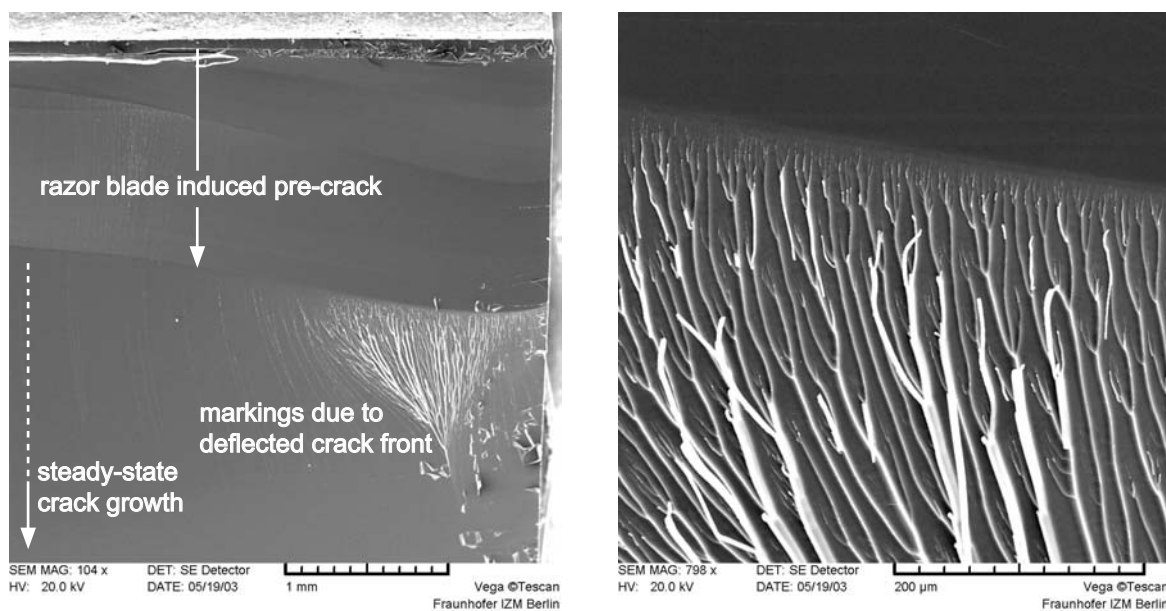 razor blade induced pre-crack
markings due to
deflected crack front
steady-state
crack growth
SEM MAG: 104 x DET: SE Detector
HV: 20.0 kV DATE: 05/19/03 1 mm Vega ©Tescan
Fraunhofer IZM Berlin
SEM MAG: 798 x DET: SE Detector
HV: 20.0 kV DATE: 05/19/03 200 µm Vega ©Tescan
Fraunhofer IZM Berlin